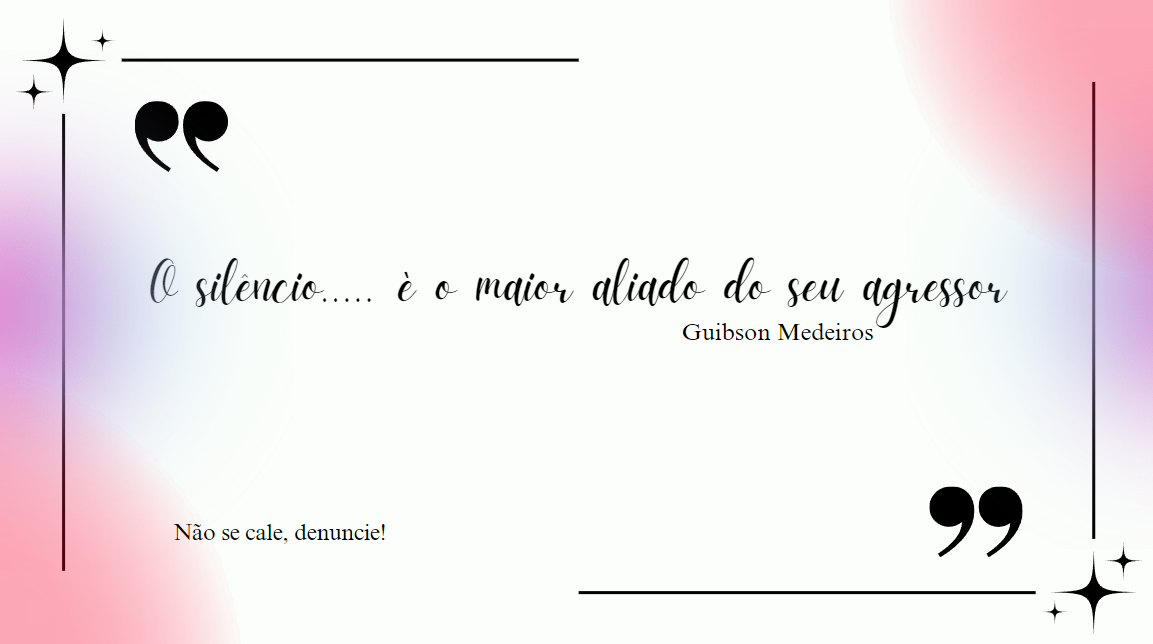 O silêncio..... è o maior aliado do seu agressor
Guibson Medeiros
Não se cale, denuncie!